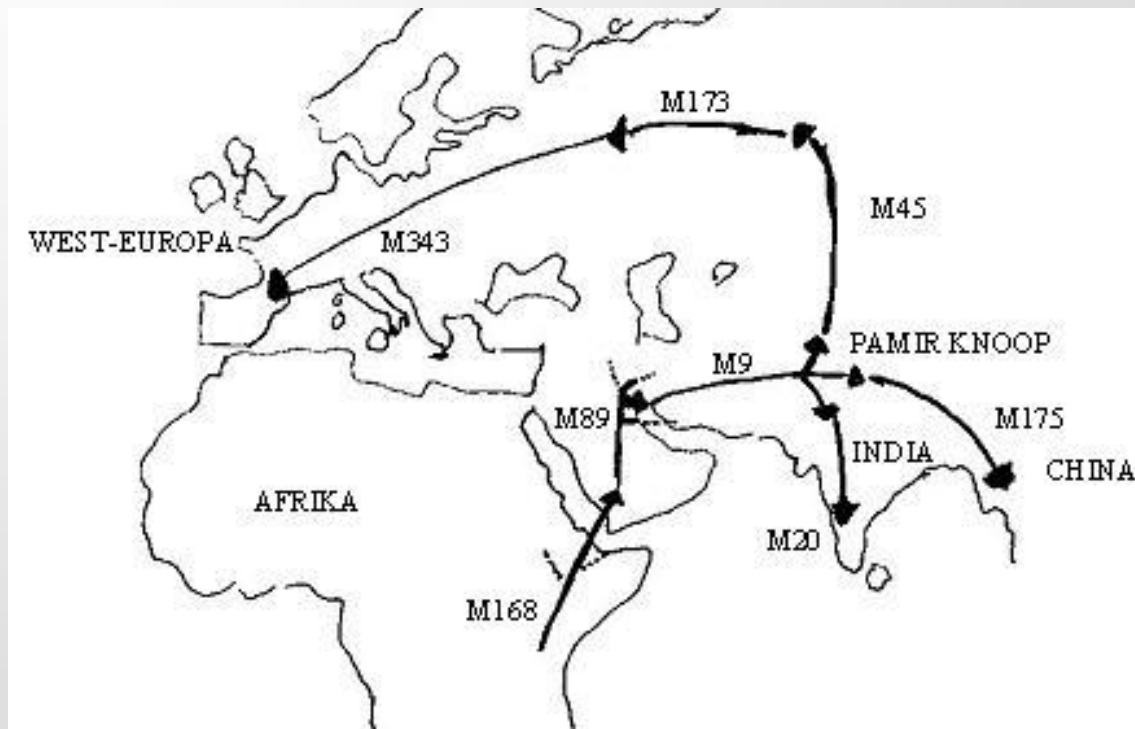 M173
M45
WEST-EUROPA
M343
PAMIR KNOOP
M9
M89
M175
INDIA
CHINA
AFRIKA
M20
M168